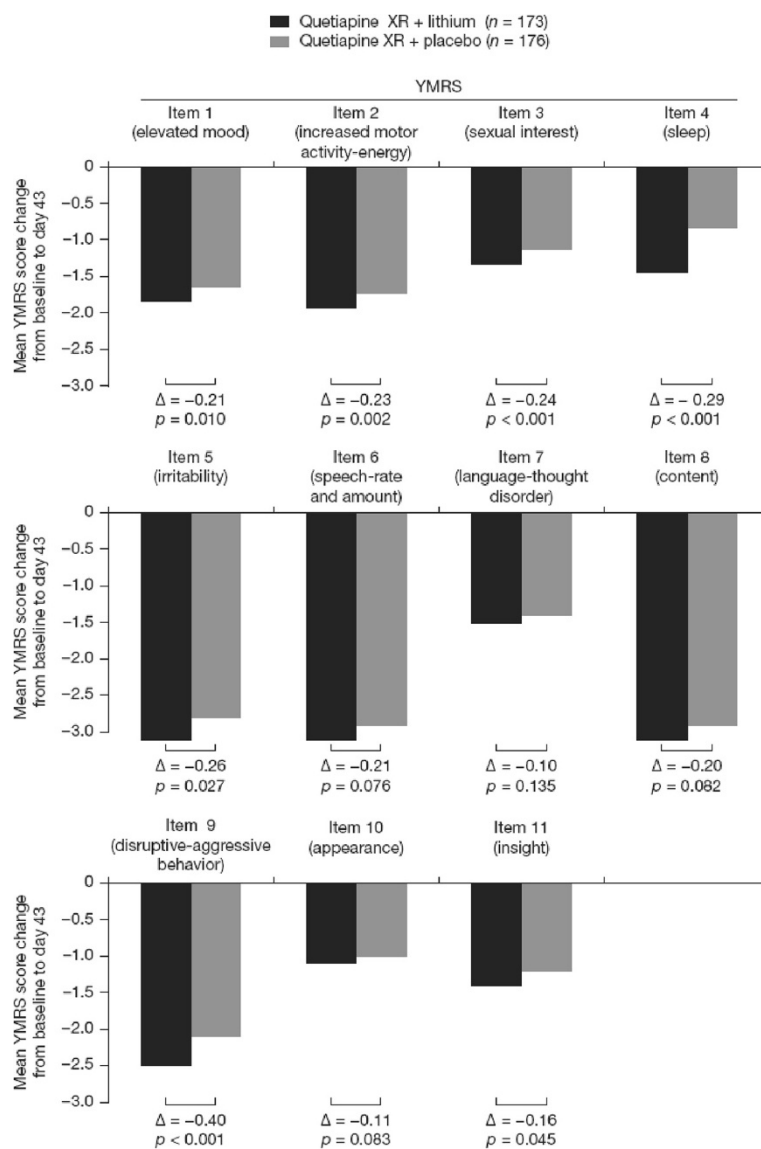 Quetiapine XR + lithium (n = 173)
Quetiapine XR + placebo (n = 176)
YMRS
Item 1
(elevated mood)
Item 2
(increased motor
activity-energy)
Item 3
(sexual interest)
Item 4
(sleep)
Mean YMRS score change
from baseline to day 43
0
−0.5
−1.0
−1.5
−2.0
−2.5
−3.0
Δ = −0.21
p = 0.010
Δ = −0.23
p = 0.002
Δ = −0.24
p < 0.001
Δ = − 0.29
p < 0.001
Item 5
(irritability)
Item 6
(speech-rate
and amount)
Item 7
(language-thought
disorder)
Item 8
(content)
Mean YMRS score change
from baseline to day 43
0
−0.5
−1.0
−1.5
−2.0
−2.5
−3.0
Δ = −0.26
p = 0.027
Δ = −0.21
p = 0.076
Δ = −0.10
p = 0.135
Δ = −0.20
p = 0.082
Item 9
(disruptive-aggressive
behavior)
Item 10
(appearance)
Item 11
(insight)
Mean YMRS score change
from baseline to day 43
0
−0.5
−1.0
−1.5
−2.0
−2.5
−3.0
Δ = −0.40
p < 0.001
Δ = −0.11
p = 0.083
Δ = −0.16
p = 0.045